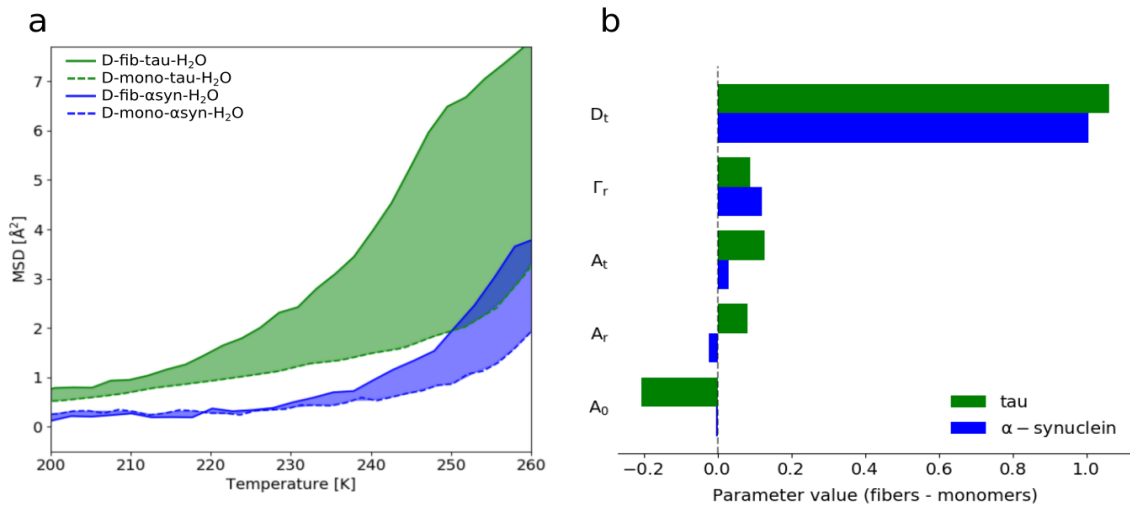 a
D-fib-tau-H₂O
D-mono-tau-H₂O
D-fib-αsyn-H₂O
D-mono-αsyn-H₂O
7
6
5
4
3
2
1
0
MSD [Å²]
200 210 220 230 240 250 260
Temperature [K]
b
Dₜ
Γᵣ
Aₜ
Aᵣ
A₀
tau
α − synuclein
−0.2 0.0 0.2 0.4 0.6 0.8 1.0
Parameter value (fibers - monomers)